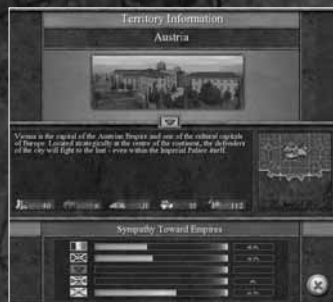 Territory Information
Austria
Vienna is the capital of the Austrian Empire and one of the cultural capitals
of Europe. Located strategically at the centre of the continent, the defenders
of the city will fight to the last - even within the Imperial Palace itself.
112
Sympathy Toward Empires